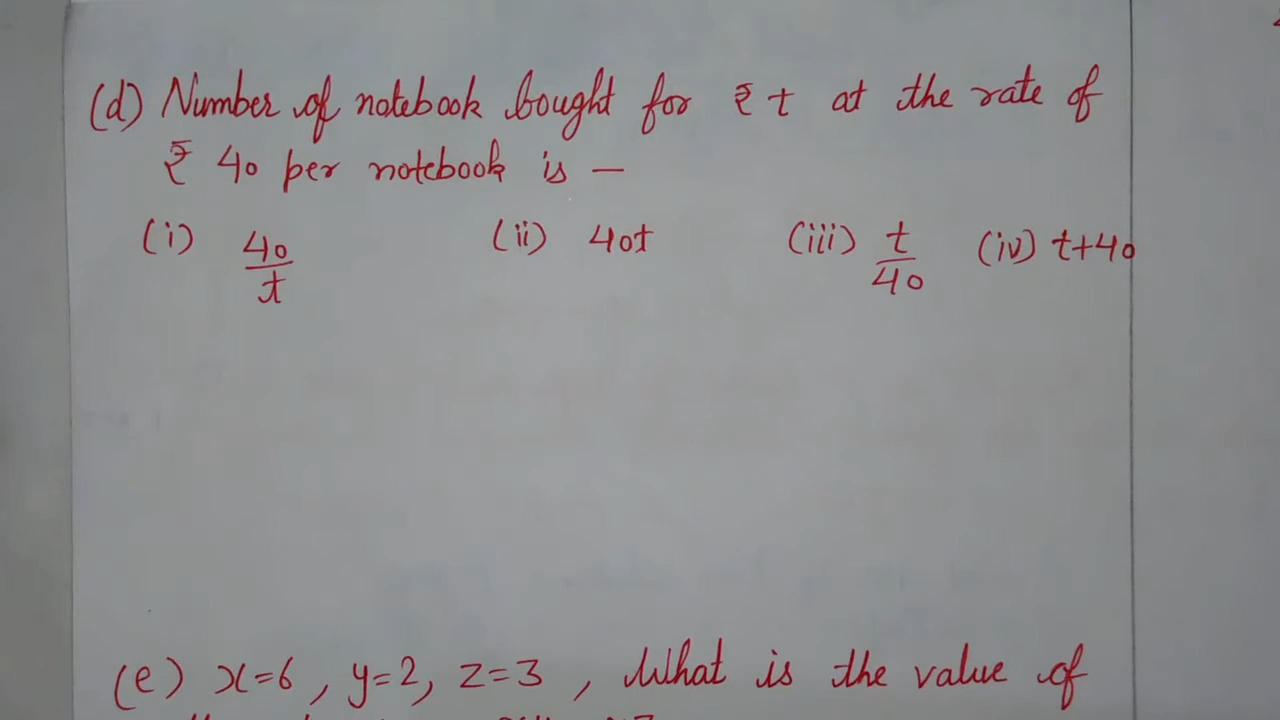 (d) Number of notebook bought for ₹ t at the rate of
₹ 40 per notebook is —
(i) 40/t (ii) 40t (iii) t/40 (iv) t+40
(e) x=6, y=2, z=3, What is the value of